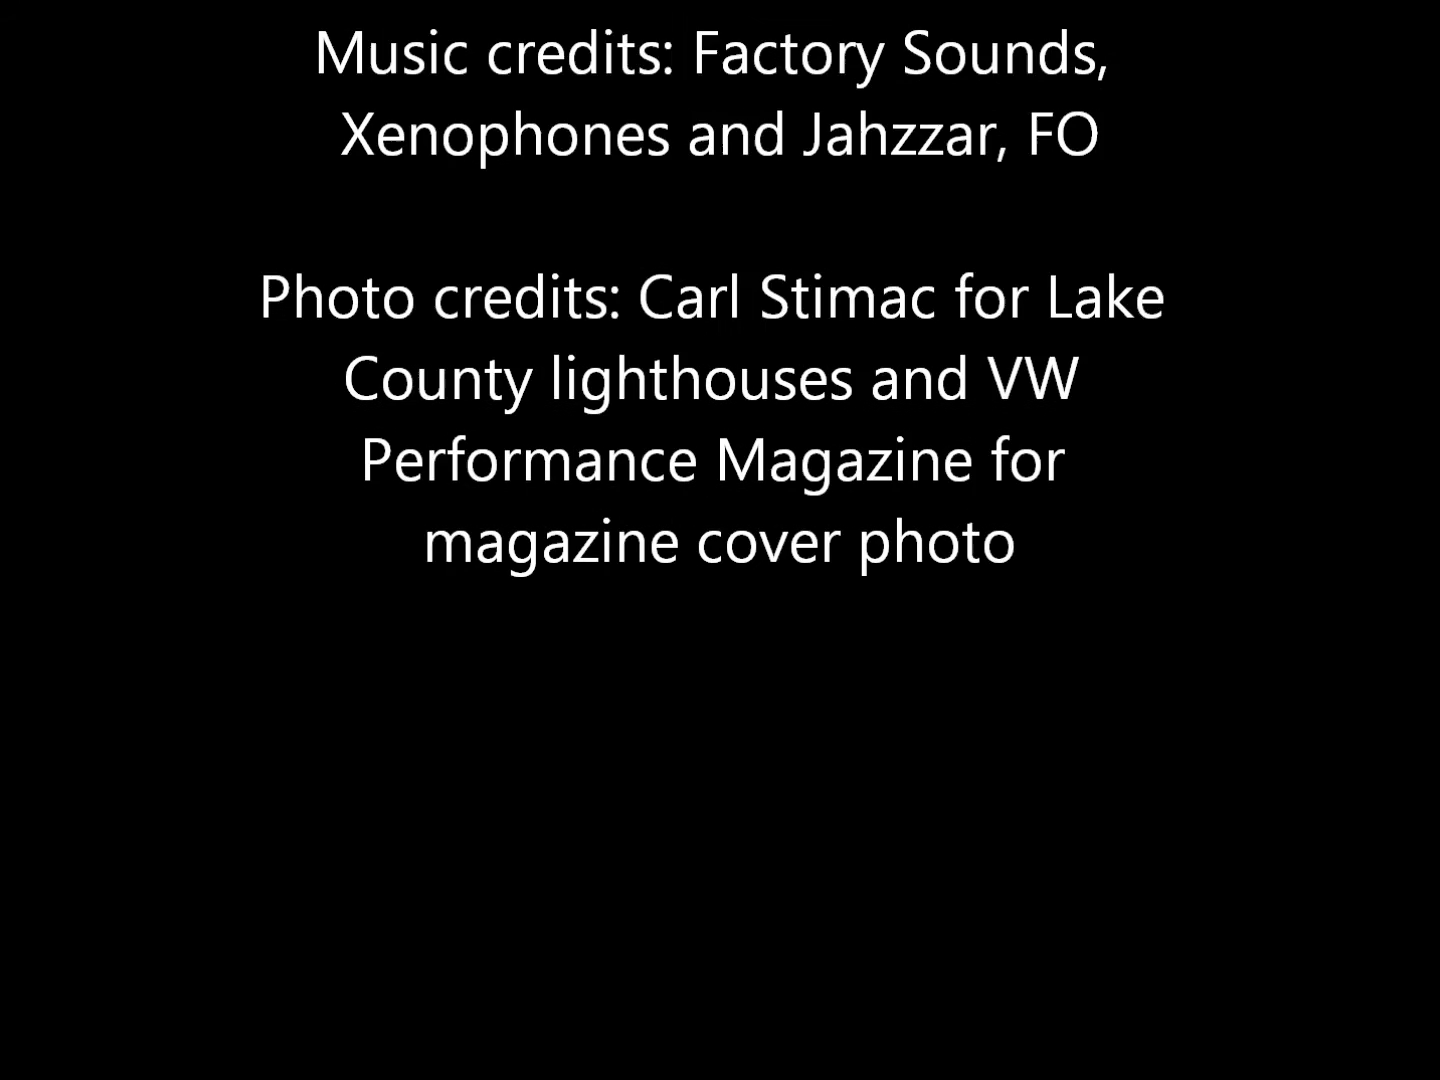 Music credits: Factory Sounds,
Xenophones and Jahzzar, FO
Photo credits: Carl Stimac for Lake
County lighthouses and VW
Performance Magazine for
magazine cover photo